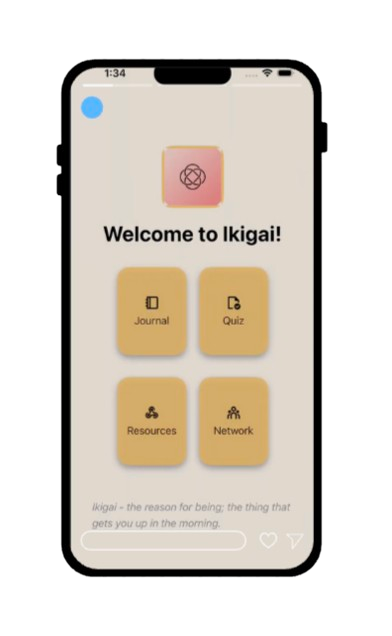 1:34
Welcome to Ikigai!
Journal
Quiz
Resources
Network
Ikigai - the reason for being; the thing that
gets you up in the morning.